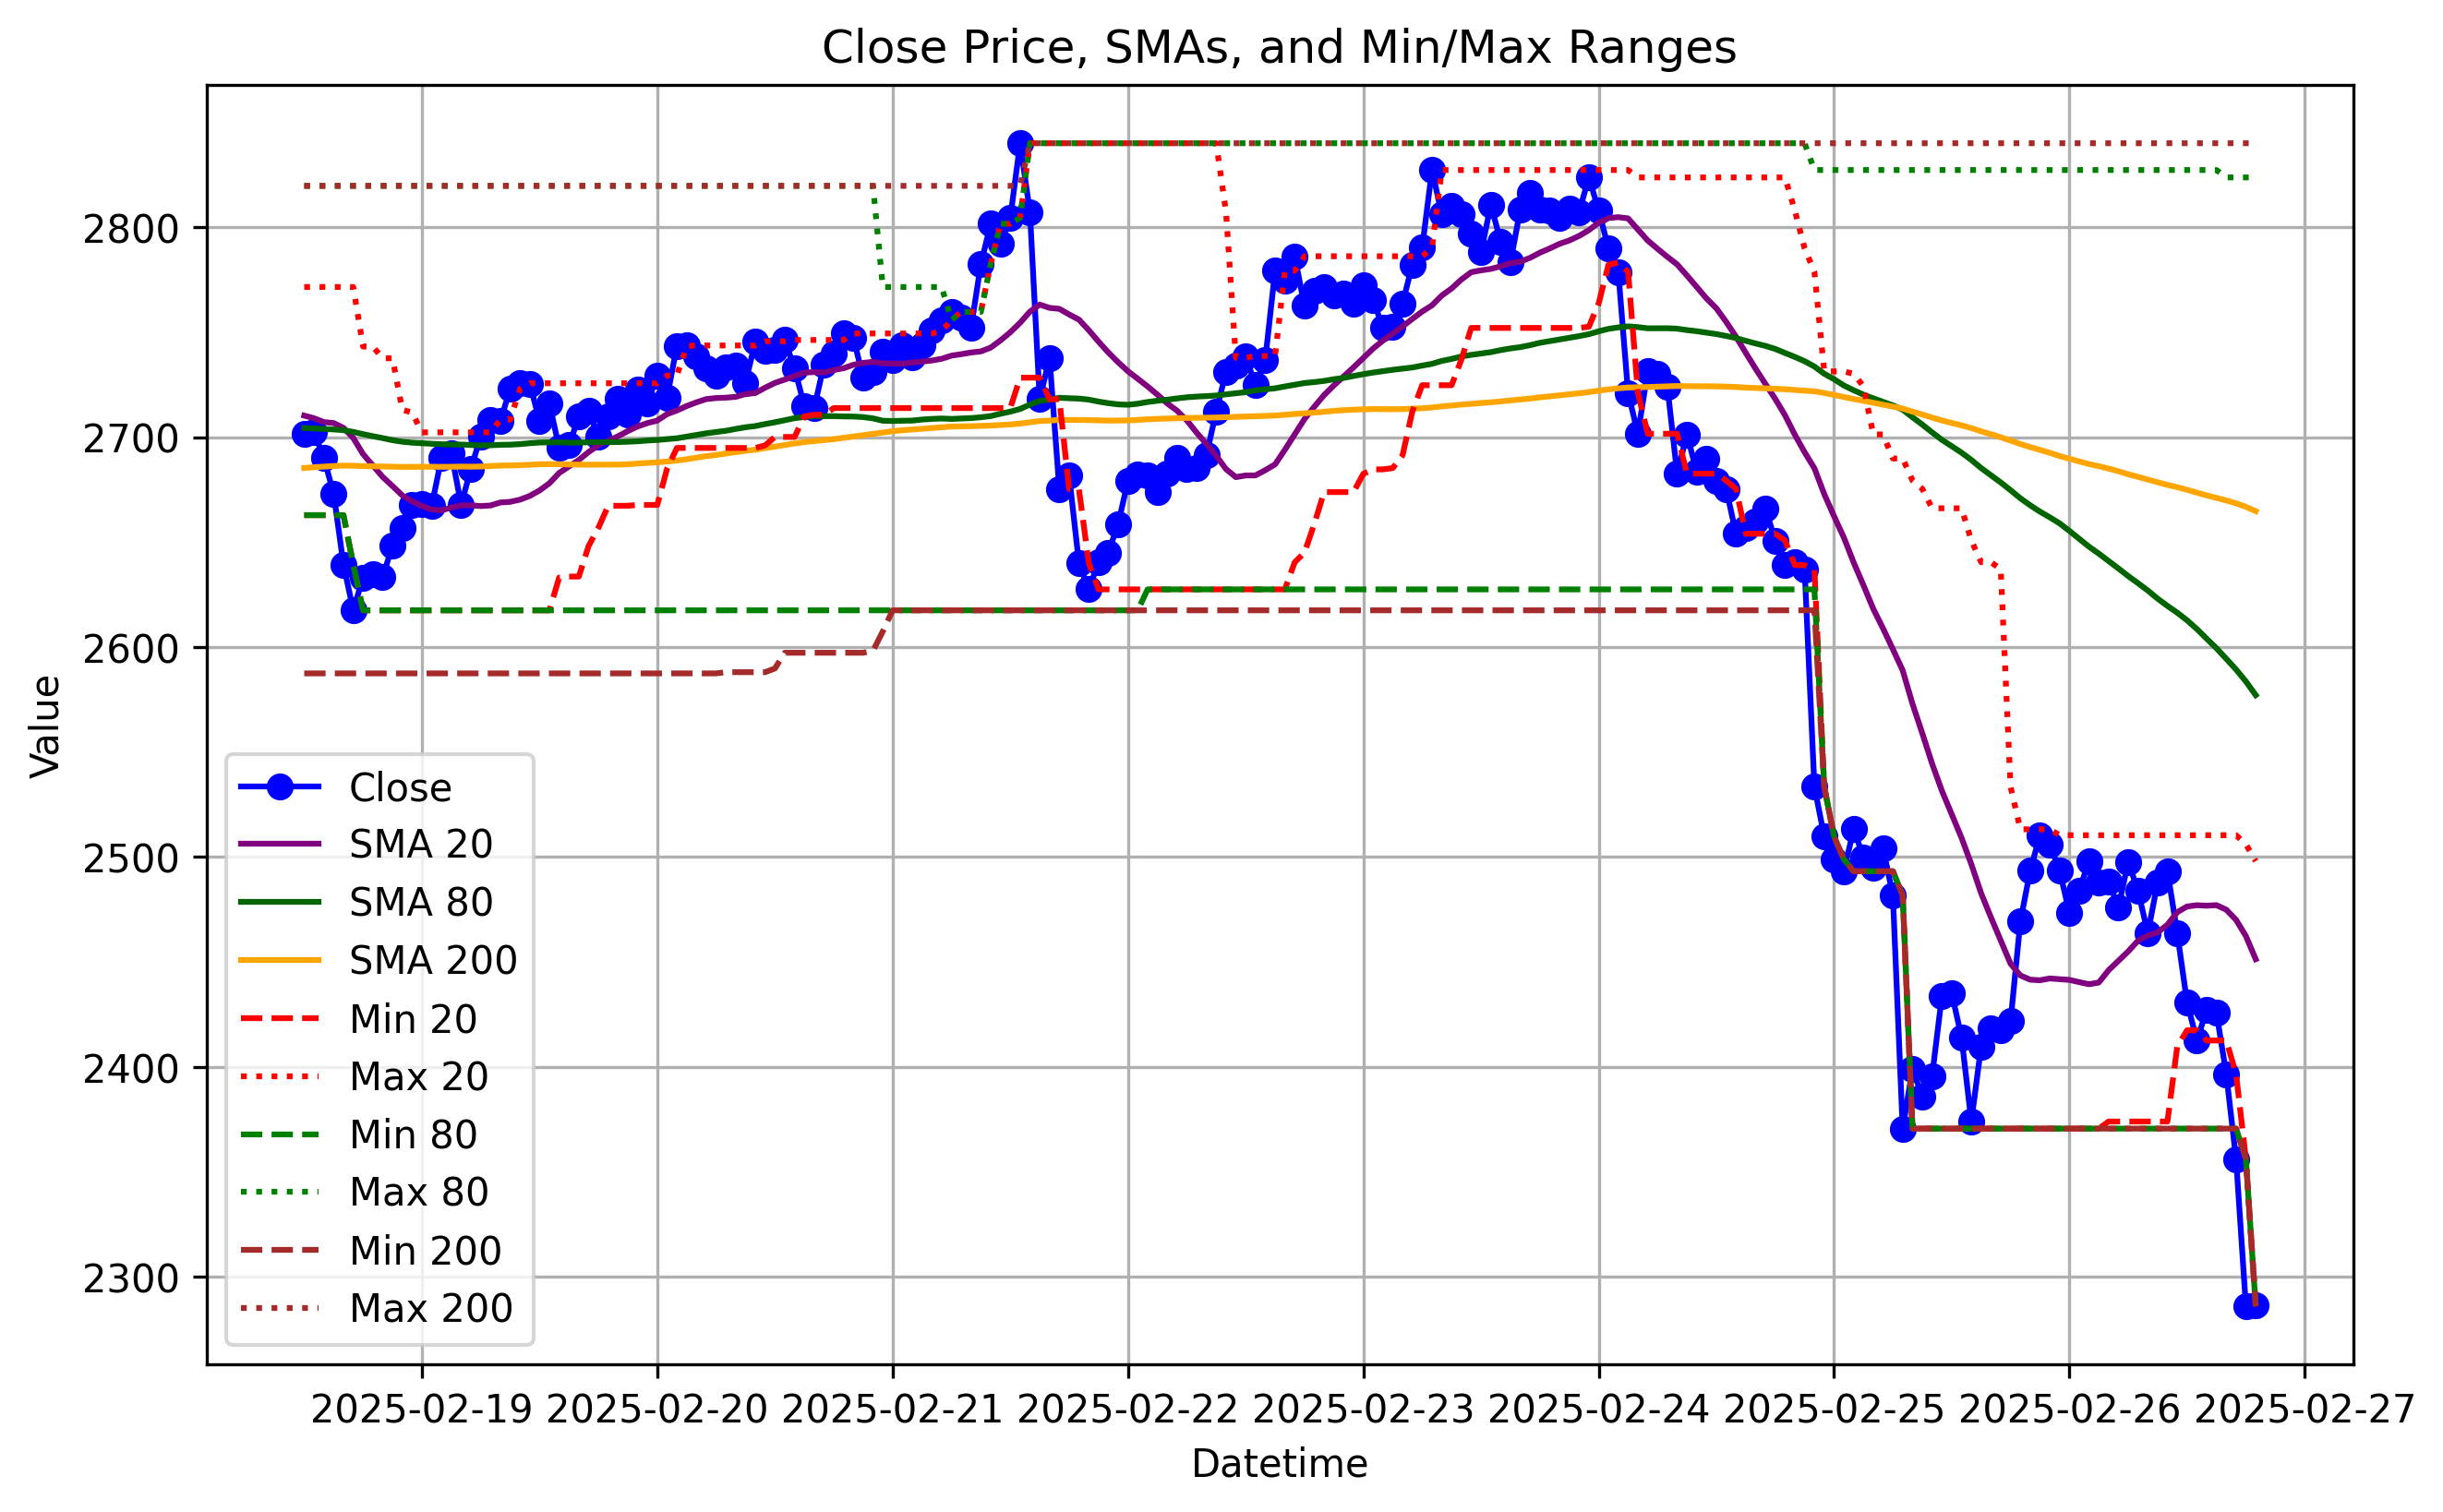 Close Price, SMAs, and Min/Max Ranges
Value
2800
2700
2600
2500
2400
2300
Close
SMA 20
SMA 80
SMA 200
Min 20
Max 20
Min 80
Max 80
Min 200
Max 200
2025-02-19 2025-02-20 2025-02-21 2025-02-22 2025-02-23 2025-02-24 2025-02-25 2025-02-26 2025-02-27
Datetime